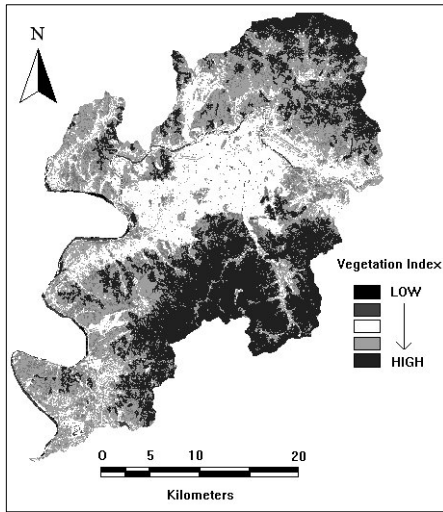 N
Vegetation Index
LOW
HIGH
0 5 10 20
Kilometers